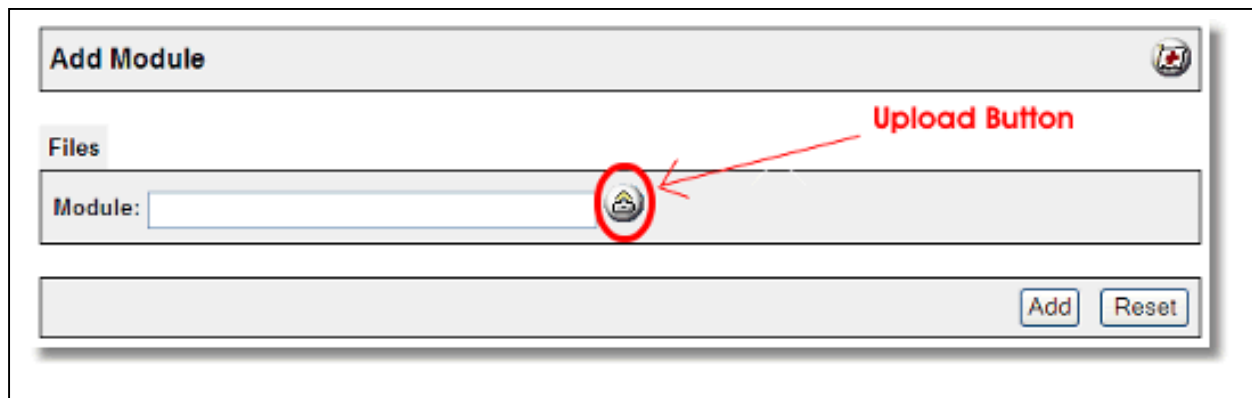 Add Module
Upload Button
Files
Module:
Add Reset